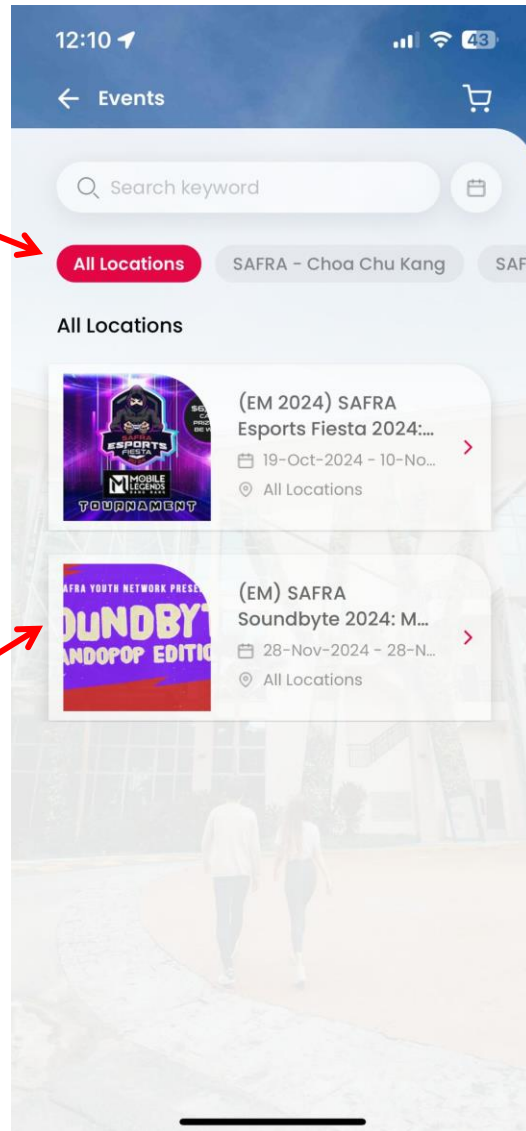 12:10
43
Events
Search keyword
All Locations
SAFRA - Choa Chu Kang
SAF
All Locations
SAFRA
ESPORTS
FIESTA
MOBILE
LEGENDS
BANG BANG
TOURNAMENT
(EM 2024) SAFRA
Esports Fiesta 2024:...
19-Oct-2024 - 10-No...
All Locations
AFRA YOUTH NETWORK PRESE
OUNDBYT
ANDOPOP EDITIO
(EM) SAFRA
Soundbyte 2024: M...
28-Nov-2024 - 28-N...
All Locations